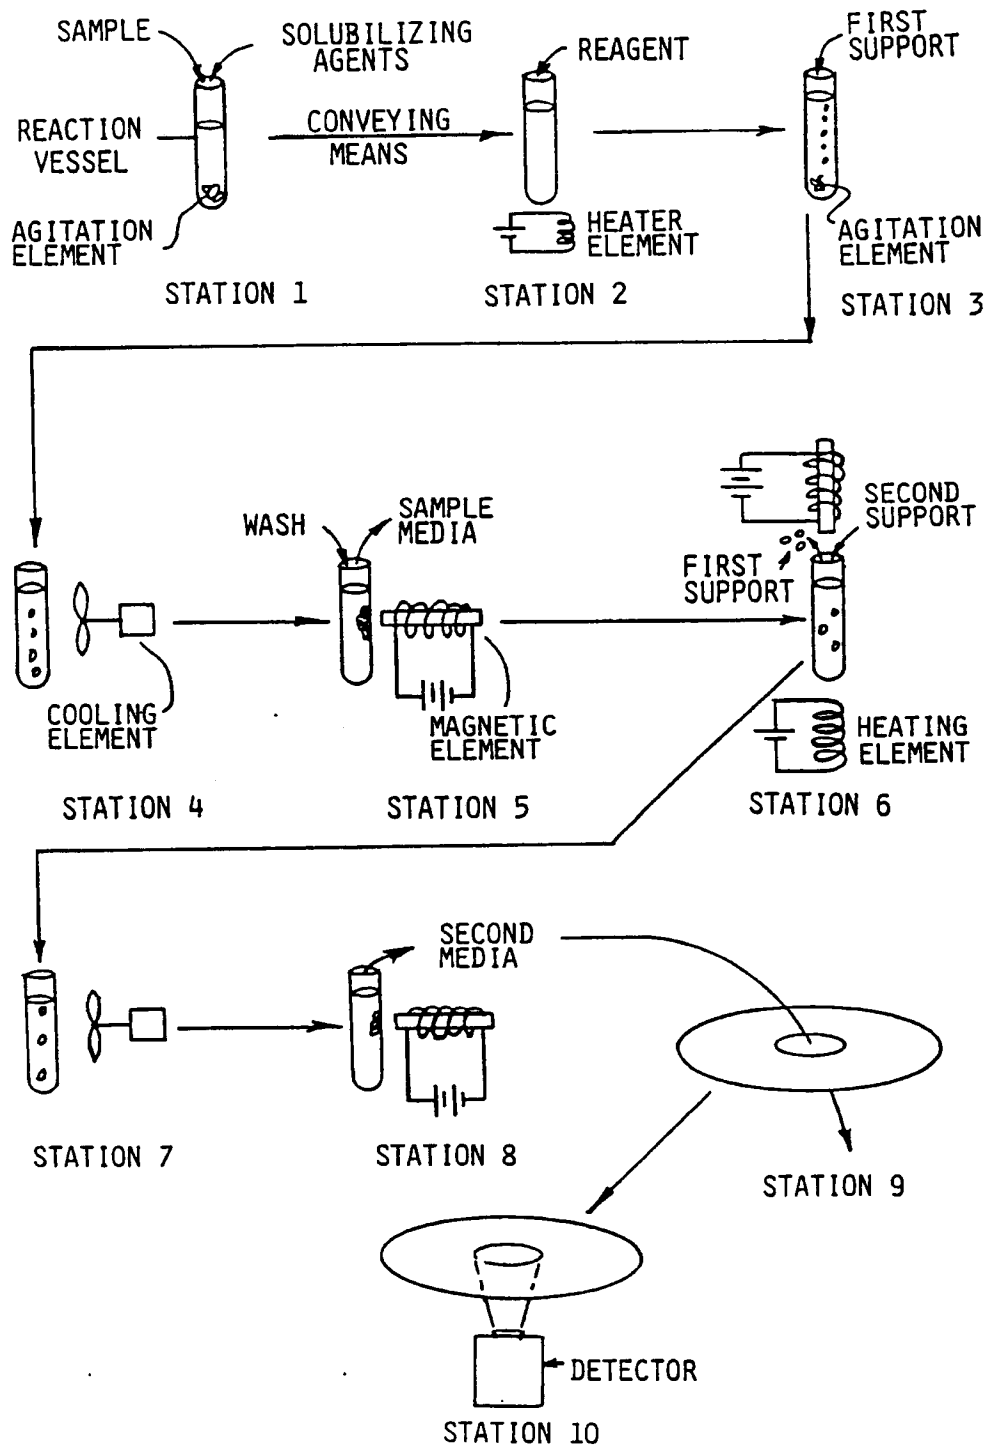 SAMPLE
SOLUBILIZING
AGENTS
REACTION
VESSEL
AGITATION
ELEMENT
STATION 1
CONVEYING
MEANS
REAGENT
HEATER
ELEMENT
STATION 2
FIRST
SUPPORT
AGITATION
ELEMENT
STATION 3
COOLING
ELEMENT
STATION 4
WASH
SAMPLE
MEDIA
MAGNETIC
ELEMENT
STATION 5
SECOND
SUPPORT
FIRST
SUPPORT
HEATING
ELEMENT
STATION 6
STATION 7
SECOND
MEDIA
STATION 8
STATION 9
DETECTOR
STATION 10